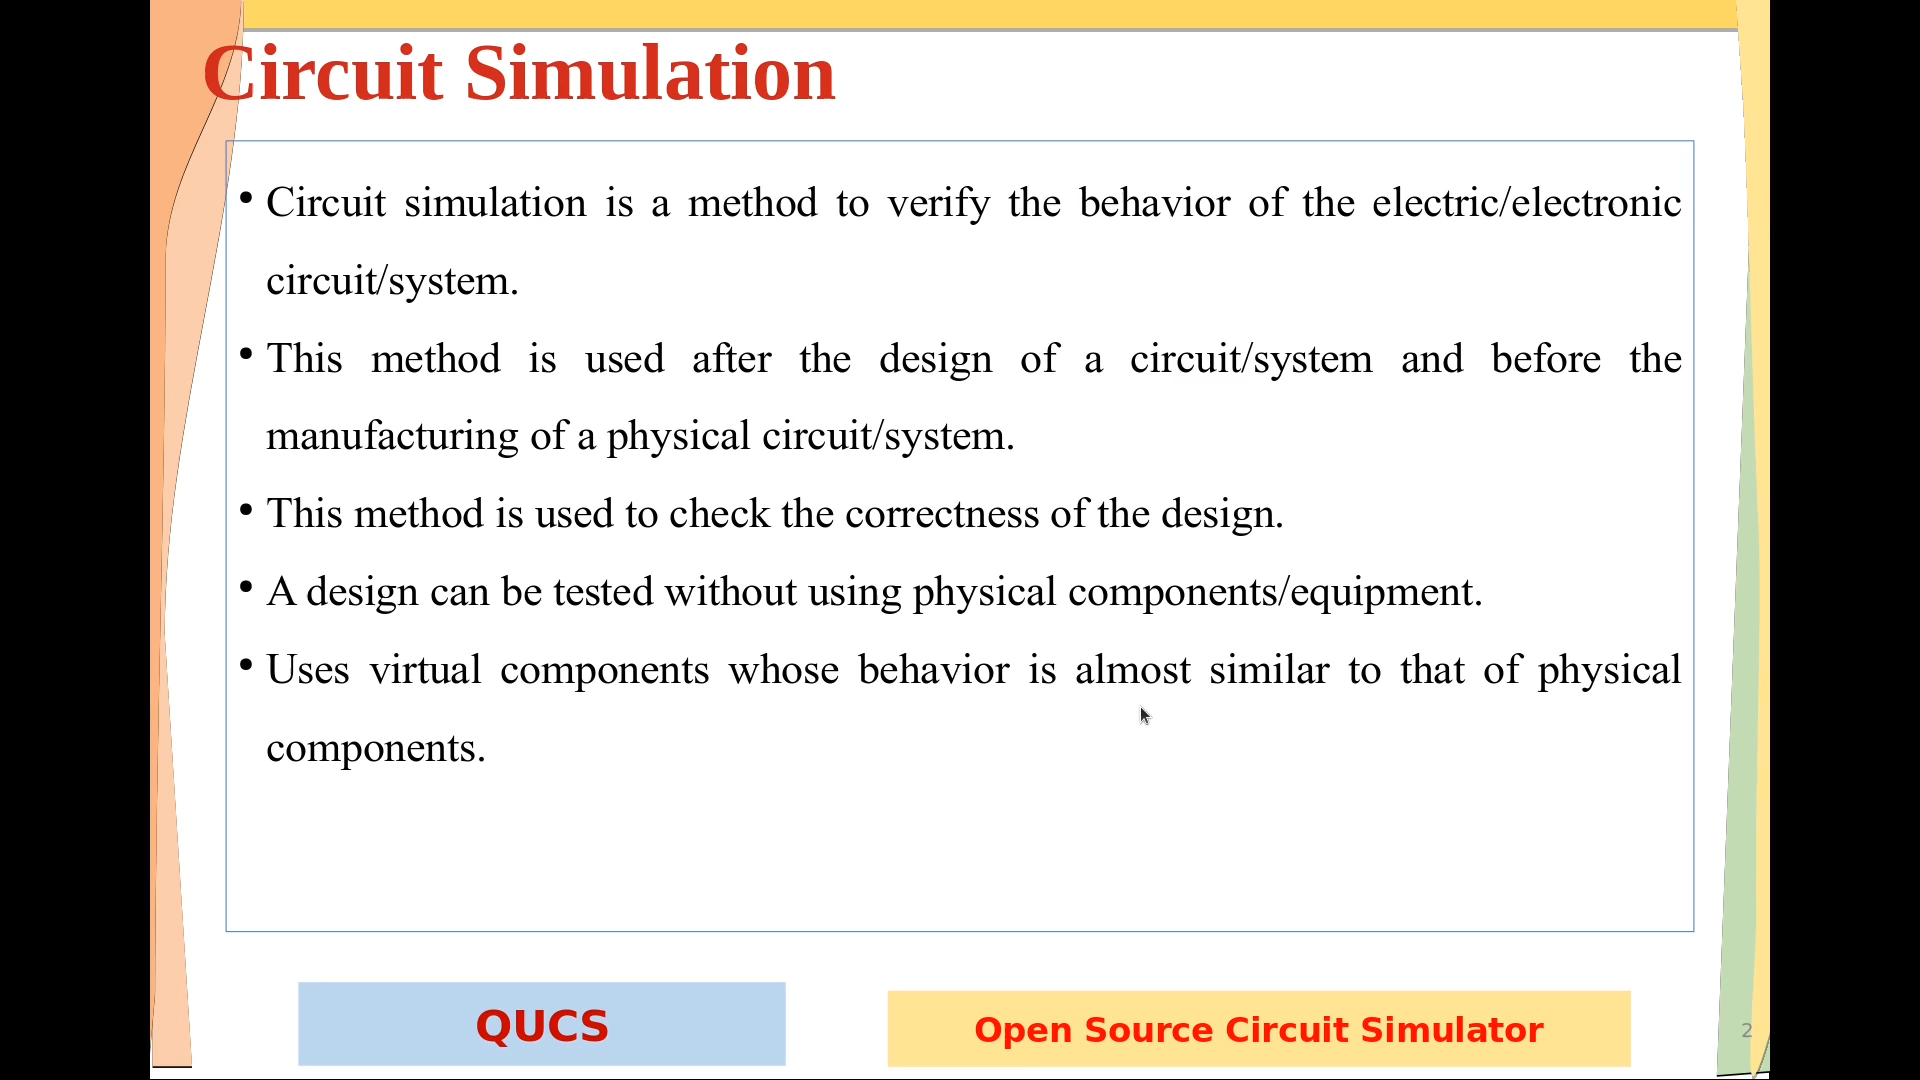 Circuit Simulation
• Circuit simulation is a method to verify the behavior of the electric/electronic
circuit/system.
• This method is used after the design of a circuit/system and before the
manufacturing of a physical circuit/system.
• This method is used to check the correctness of the design.
• A design can be tested without using physical components/equipment.
• Uses virtual components whose behavior is almost similar to that of physical
components.
QUCS
Open Source Circuit Simulator
2